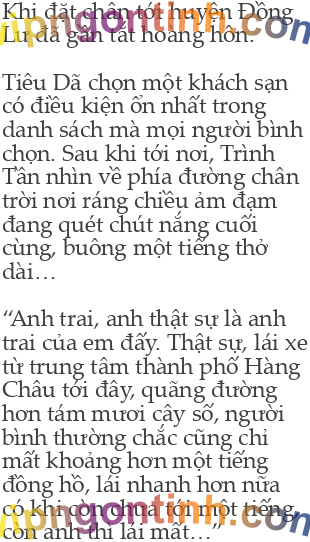 Khi đặt chân tới huyện Đồng
Lư đã gần tắt hoàng hôn.
Tiêu Dã chọn một khách sạn
có điều kiện ổn nhất trong
danh sách mà mọi người bình
chọn. Sau khi tới nơi, Trình
Tần nhìn về phía đường chân
trời nơi ráng chiều ảm đạm
đang quét chút nắng cuối
cùng, buông một tiếng thở
dài…
“Anh trai, anh thật sự là anh
trai của em đấy. Thật sự, lái xe
từ trung tâm thành phố Hàng
Châu tới đây, quãng đường
hơn tám mươi cây số, người
bình thường chắc cũng chỉ
mất khoảng hơn một tiếng
đồng hồ, lái nhanh hơn nữa
có khi còn chưa tới một tiếng,
còn anh thì lái mất…”
vipngontinh.com
vipngontinh.com